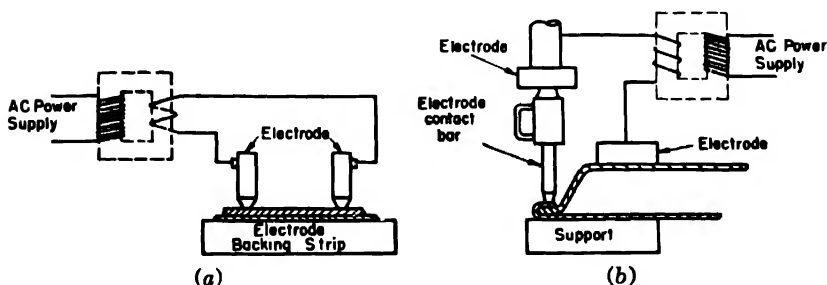 AC Power
Supply
Electrode
Electrode
Backing Strip
(a)
Electrode
Electrode
contact
bar
AC Power
Supply
Electrode
Support
(b)